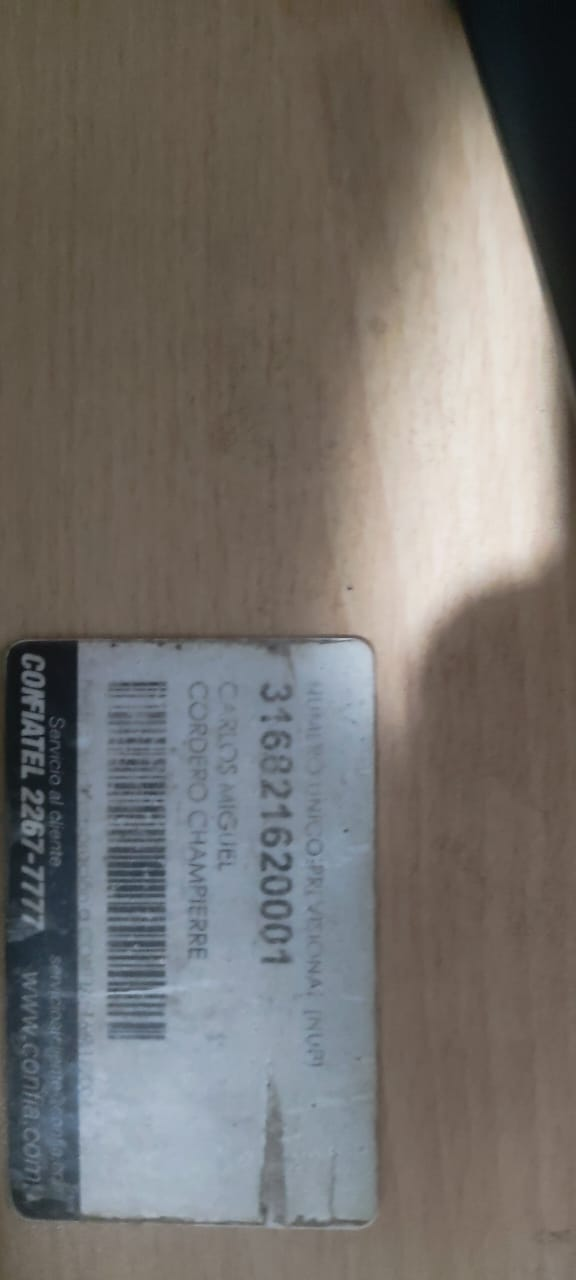 NUMERO UNICO PREVISIONAL (NUP)
316821620001
CARLOS MIGUEL
CORDERO CHAMPIERRE
Servicio al cliente
CONFIATEL 2267-7777 www.confia.com